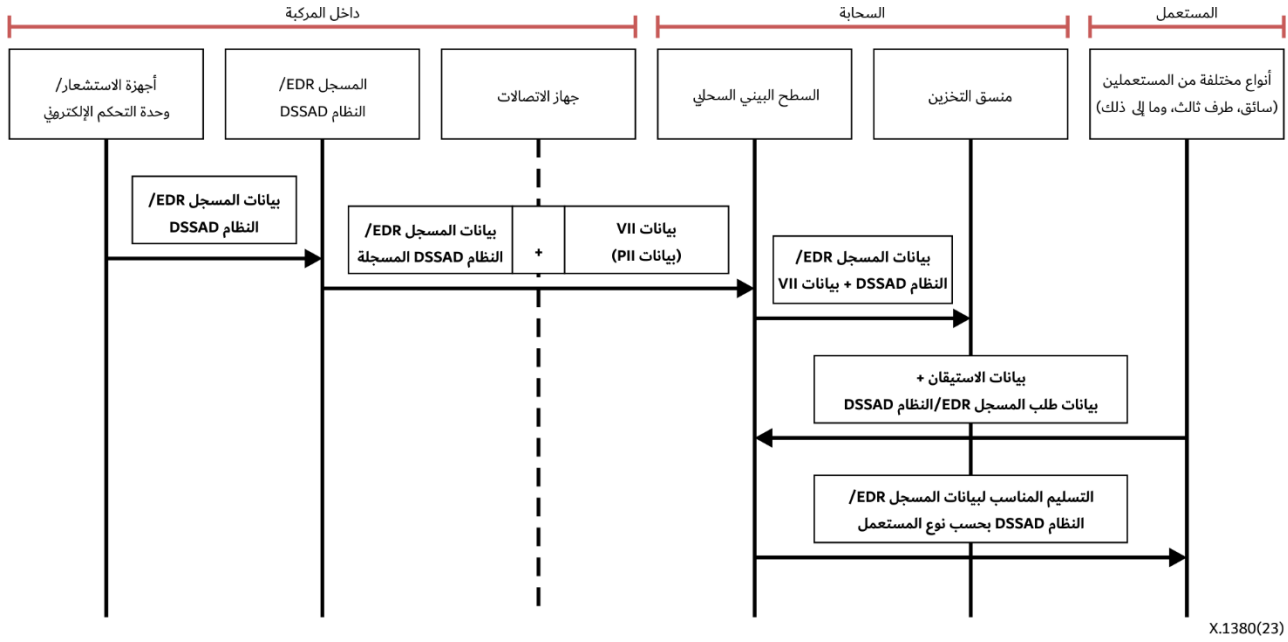 المستعمل
السحابة
داخل المركبة
أنواع مختلفة من المستعملين
(سائق، طرف ثالث، وما إلى ذلك)
منسق التخزين
السطح البيني السحابي
جهاز الاتصالات
المسجل EDR/
النظام DSSAD
أجهزة الاستشعار/
وحدة التحكم الإلكتروني
بيانات المسجل EDR/
النظام DSSAD
بيانات المسجل EDR/
النظام DSSAD المسجلة
+
بيانات VII
(بيانات PII)
بيانات المسجل EDR/
النظام DSSAD + بيانات VII
بيانات الاستيقان +
بيانات طلب المسجل EDR/النظام DSSAD
التسليم المناسب لبيانات المسجل EDR/
النظام DSSAD بحسب نوع المستعمل
X.1380(23)